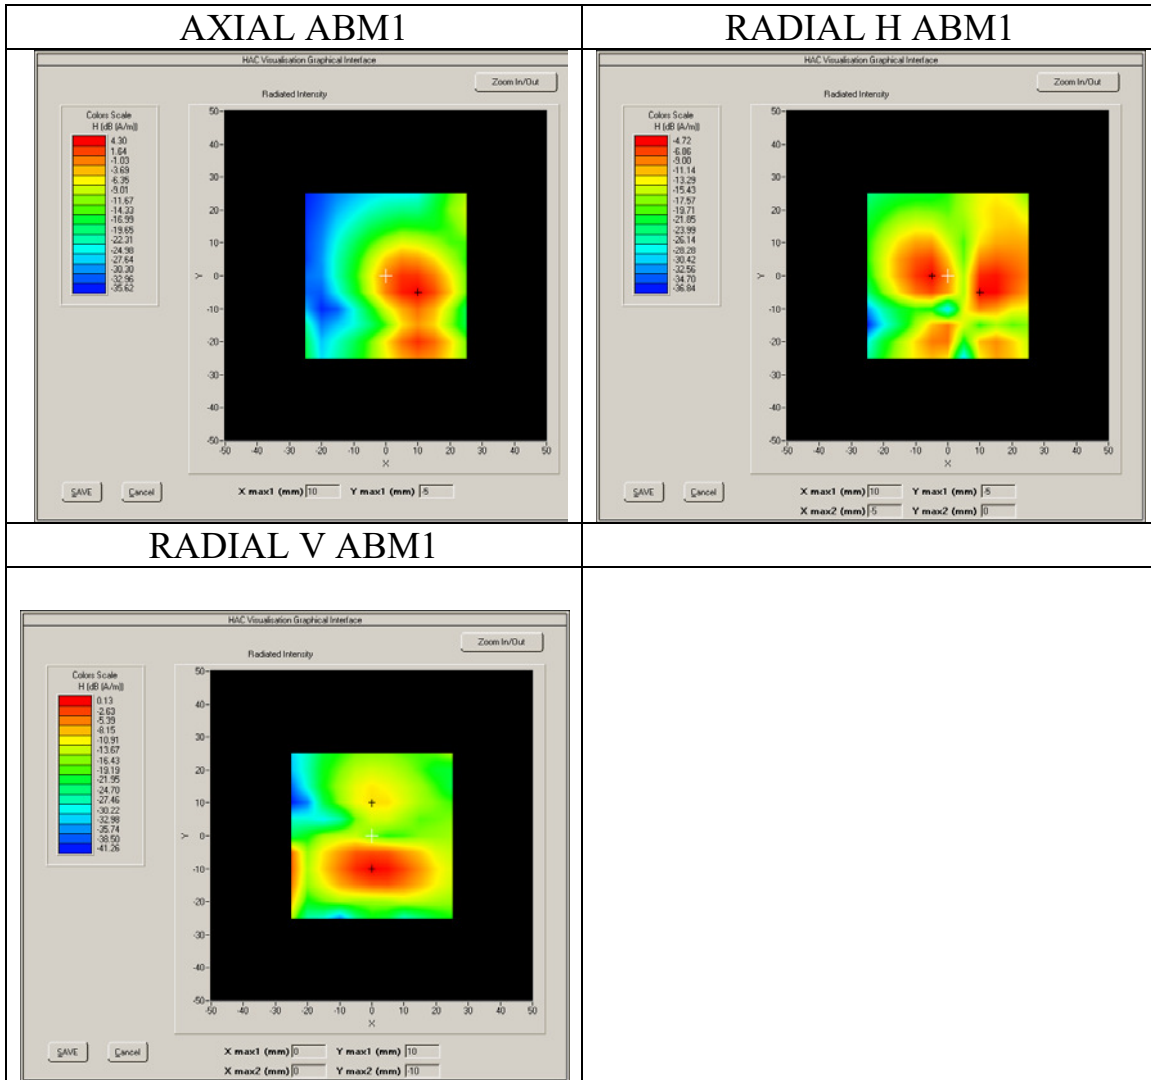 AXIAL ABM1
HAC Visualisation Graphical Interface
Zoom In/Out
Radiated Intensity
Colors Scale
H (dB (A/m))
4.30
1.64
-1.03
-3.69
-6.35
-9.01
-11.67
-14.33
-16.99
-19.65
-22.31
-24.98
-27.64
-30.30
-32.96
-35.62
50
40
30
20
10
Y 0
-10
-20
-30
-40
-50
-50 -40 -30 -20 -10 0 10 20 30 40 50
X
SAVE Cancel X max1 (mm) 10 Y max1 (mm) -5
RADIAL H ABM1
HAC Visualisation Graphical Interface
Zoom In/Out
Radiated Intensity
Colors Scale
H (dB (A/m))
-4.72
-6.86
-9.00
-11.14
-13.29
-15.43
-17.57
-19.71
-21.85
-23.99
-26.14
-28.28
-30.42
-32.56
-34.70
-36.84
50
40
30
20
10
Y 0
-10
-20
-30
-40
-50
-50 -40 -30 -20 -10 0 10 20 30 40 50
X
SAVE Cancel X max1 (mm) 10 Y max1 (mm) -5
X max2 (mm) -5 Y max2 (mm) 0
RADIAL V ABM1
HAC Visualisation Graphical Interface
Zoom In/Out
Radiated Intensity
Colors Scale
H (dB (A/m))
0.13
-2.63
-5.39
-8.15
-10.91
-13.67
-16.43
-19.19
-21.95
-24.70
-27.46
-30.22
-32.98
-35.74
-38.50
-41.26
50
40
30
20
10
Y 0
-10
-20
-30
-40
-50
-50 -40 -30 -20 -10 0 10 20 30 40 50
X
SAVE Cancel X max1 (mm) 0 Y max1 (mm) 10
X max2 (mm) 0 Y max2 (mm) -10